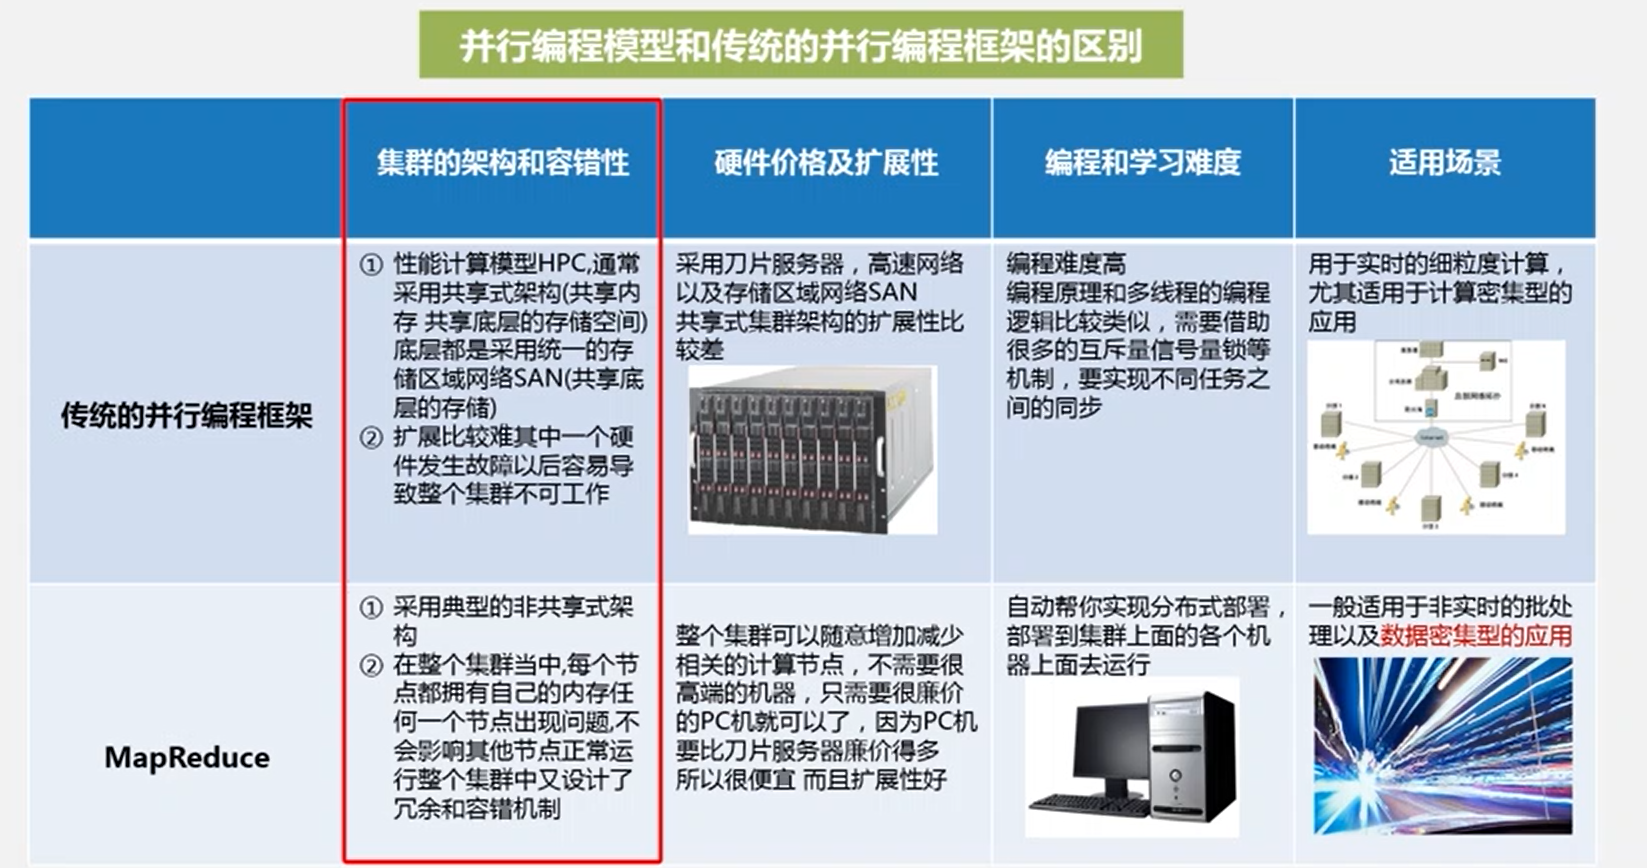 并行编程模型和传统的并行编程框架的区别
集群的架构和容错性
硬件价格及扩展性
编程和学习难度
适用场景
传统的并行编程框架
① 性能计算模型HPC,通常
采用共享式架构(共享内
存 共享底层的存储空间)
底层都是采用统一的存
储区域网络SAN(共享底
层的存储)
② 扩展比较难其中一个硬
件发生故障以后容易导
致整个集群不可工作
采用刀片服务器，高速网络
以及存储区域网络SAN
共享式集群架构的扩展性比
较差
编程难度高
编程原理和多线程的编程
逻辑比较类似，需要借助
很多的互斥量信号量锁等
机制，要实现不同任务之
间的同步
用于实时的细粒度计算，
尤其适用于计算密集型的
应用
MapReduce
① 采用典型的非共享式架
构
② 在整个集群当中,每个节
点都拥有自己的内存任
何一个节点出现问题,不
会影响其他节点正常运
行整个集群中又设计了
冗余和容错机制
整个集群可以随意增加减少
相关的计算节点，不需要很
高端的机器，只需要很廉价
的PC机就可以了，因为PC机
要比刀片服务器廉价得多
所以很便宜 而且扩展性好
自动帮你实现分布式部署，
部署到集群上面的各个机
器上面去运行
一般适用于非实时的批处
理以及数据密集型的应用